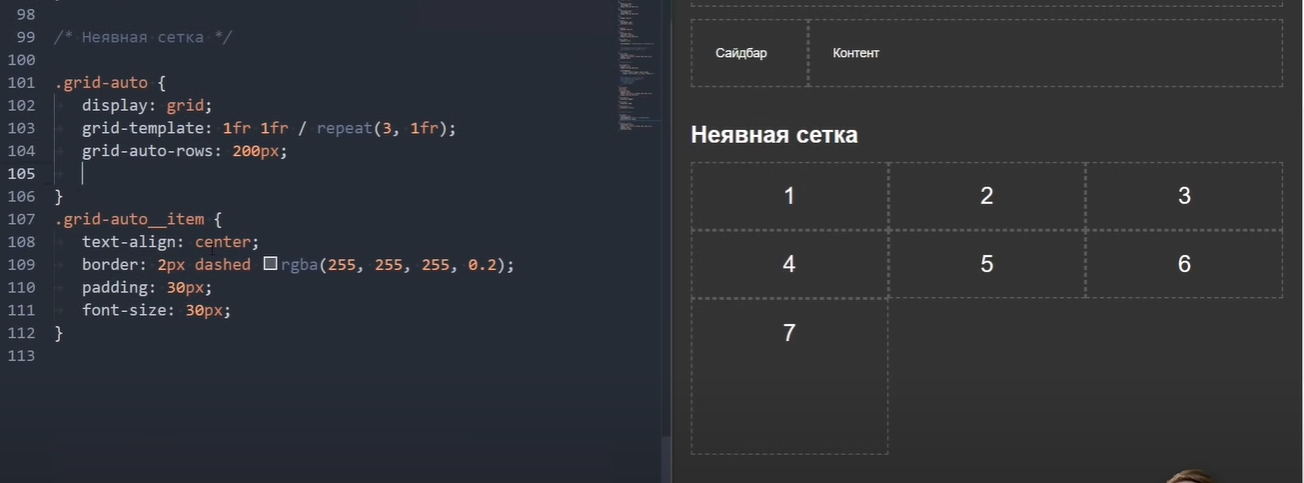 98
99 /* Неявная сетка */
100
101 .grid-auto {
102 display: grid;
103 grid-template: 1fr 1fr / repeat(3, 1fr);
104 grid-auto-rows: 200px;
105
106 }
107 .grid-auto__item {
108 text-align: center;
109 border: 2px dashed rgba(255, 255, 255, 0.2);
110 padding: 30px;
111 font-size: 30px;
112 }
113
Сайдбар Контент
Неявная сетка
1 2 3
4 5 6
7